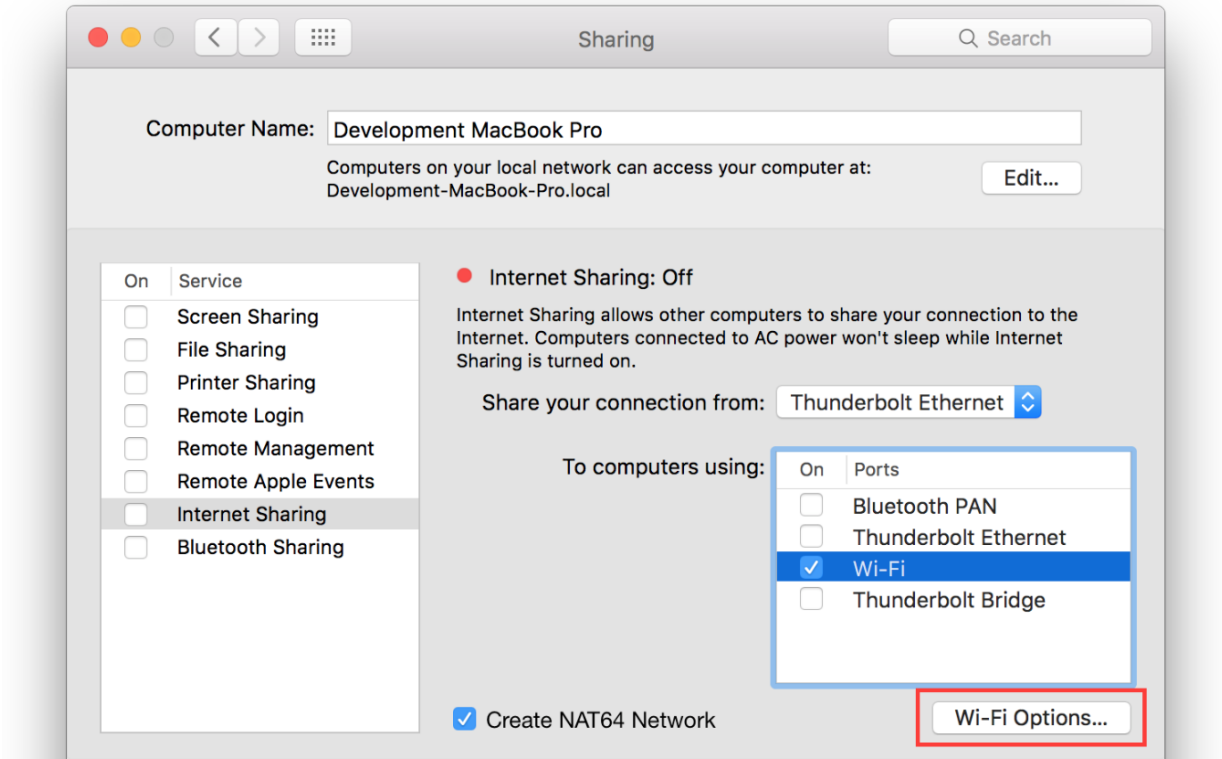 Sharing
Search
Computer Name:
Development MacBook Pro
Computers on your local network can access your computer at:
Development-MacBook-Pro.local
Edit...
On
Service
Screen Sharing
File Sharing
Printer Sharing
Remote Login
Remote Management
Remote Apple Events
Internet Sharing
Bluetooth Sharing
Internet Sharing: Off
Internet Sharing allows other computers to share your connection to the
Internet. Computers connected to AC power won't sleep while Internet
Sharing is turned on.
Share your connection from:
Thunderbolt Ethernet
To computers using:
On
Ports
Bluetooth PAN
Thunderbolt Ethernet
Wi-Fi
Thunderbolt Bridge
Create NAT64 Network
Wi-Fi Options...